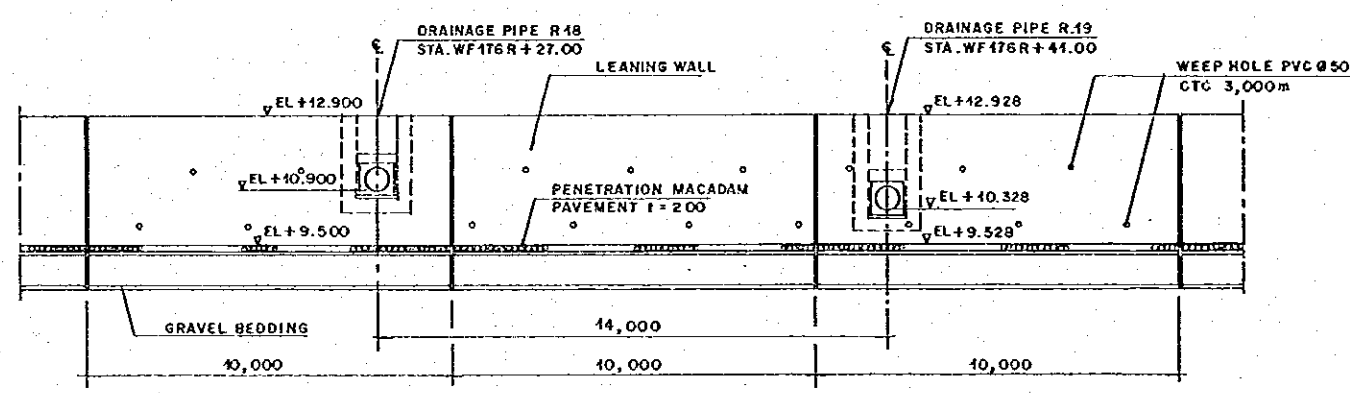 DRAINAGE PIPE R.18
STA. WF176R+27.00
DRAINAGE PIPE R.19
STA. WF176R+41.00
LEANING WALL
WEEP HOLE PVC Ø50
CTC 3,000m
EL+12.900
EL+12.928
EL+10.900
PENETRATION MACADAM
PAVEMENT t=200
EL+10.328
EL+9.500
EL+9.528
GRAVEL BEDDING
14,000
10,000
10,000
10,000